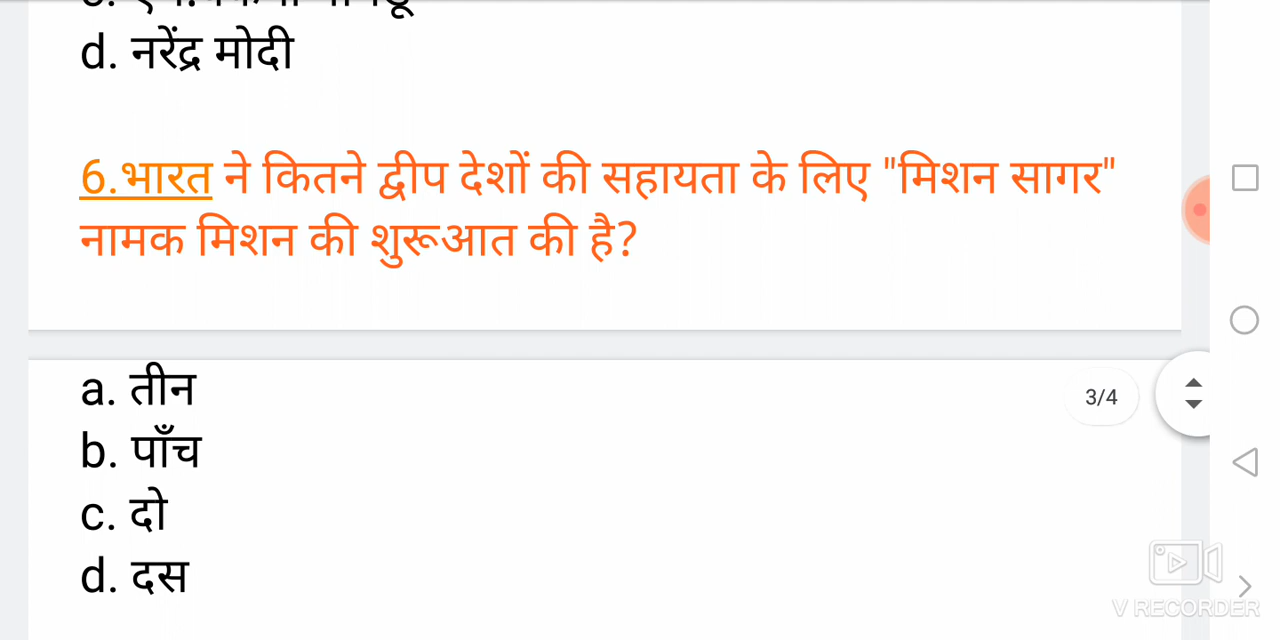 d. नरेंद्र मोदी
6.भारत ने कितने द्वीप देशों की सहायता के लिए "मिशन सागर"
नामक मिशन की शुरूआत की है?
a. तीन
3/4
b. पाँच
c. दो
d. दस
V RECORDER